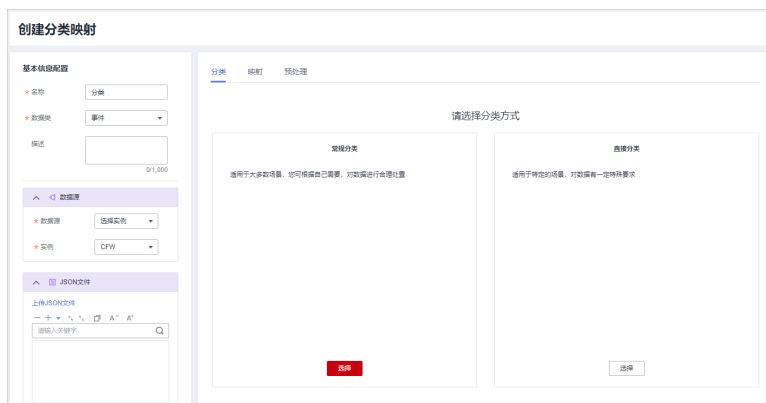 创建分类映射
基本信息配置
* 名称 分类
* 数据类 事件
描述
0/1,000
数据源
* 数据源 选择实例
* 实例 CFW
JSON文件
上传JSON文件
A⁻ A⁺
请输入关键字
分类 映射 预处理
请选择分类方式
常规分类
适用于大多数场景，您可根据自己需要，对数据进行合理处置
选择
直接分类
适用于特定的场景，对数据有一定特殊要求
选择